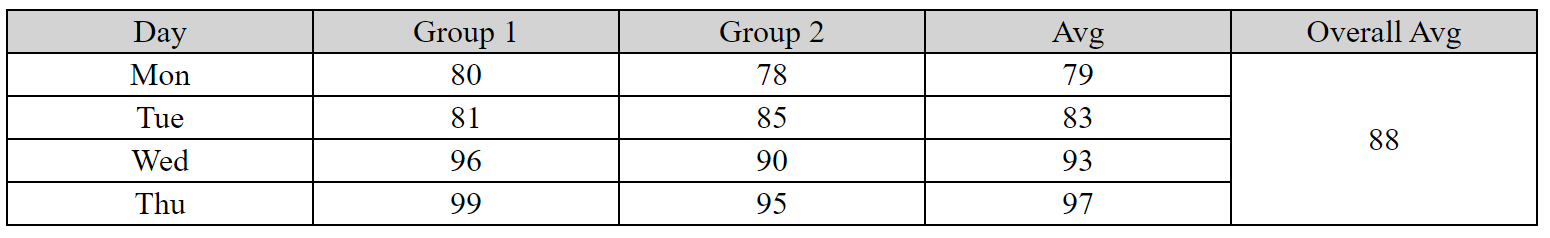 Day Group 1 Group 2 Avg Overall Avg
Mon 80 78 79
Tue 81 85 83
88
Wed 96 90 93
Thu 99 95 97